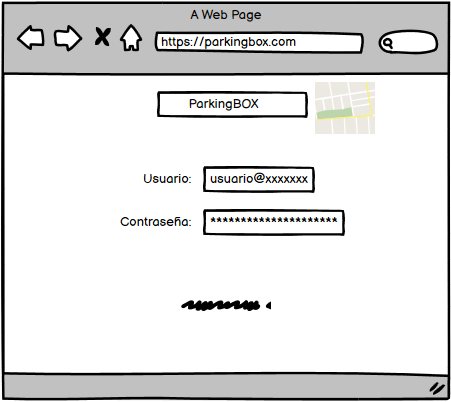 A Web Page
https://parkingbox.com
ParkingBOX
Usuario: usuario@xxxxxxx
Contraseña: *********************